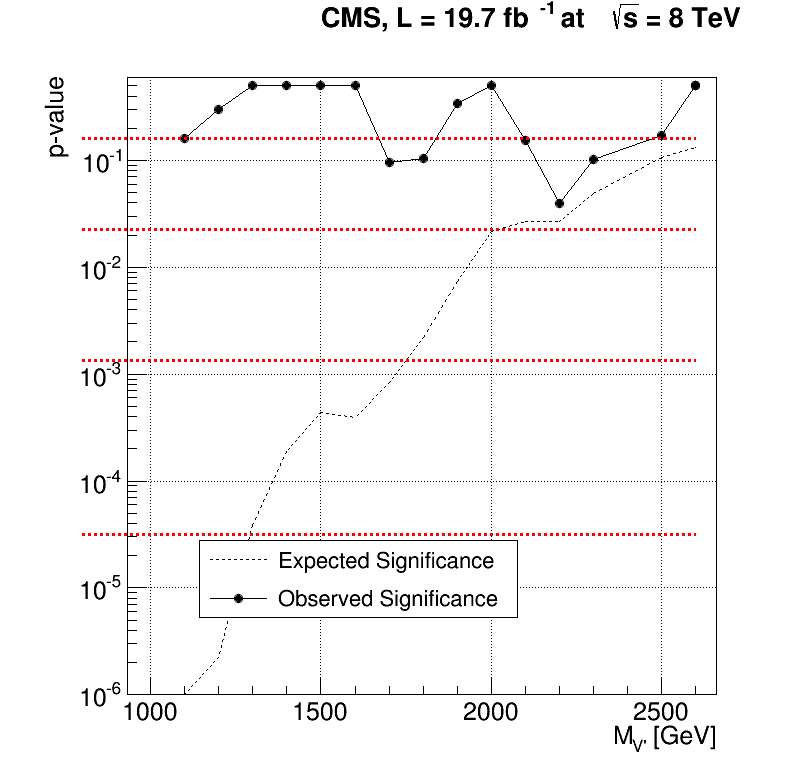 CMS, L = 19.7 fb -1 at √s = 8 TeV
p-value
10-1
10-2
10-3
10-4
10-5
10-6
Expected Significance
Observed Significance
1000 1500 2000 2500
MV' [GeV]